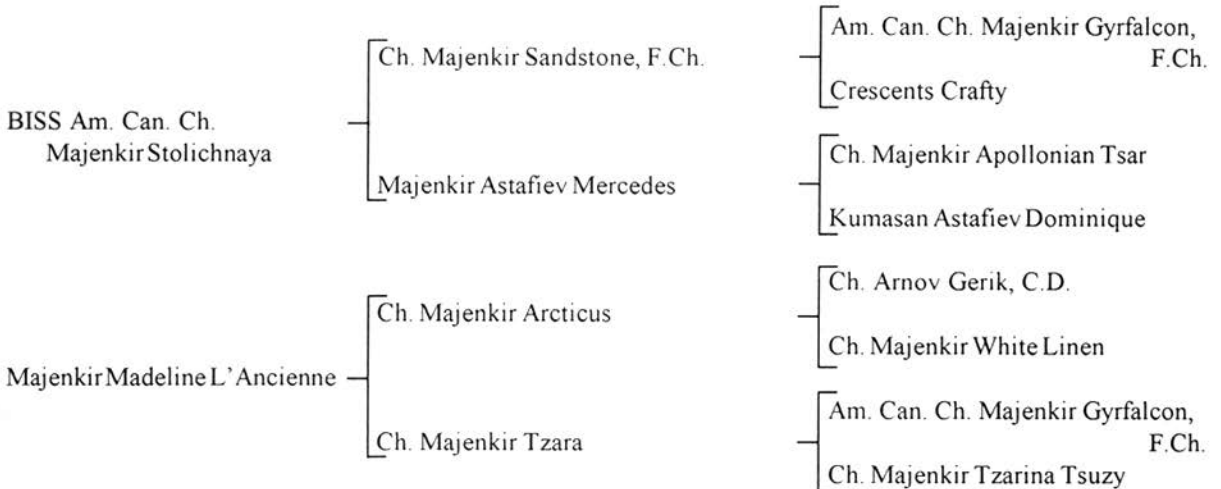 Am. Can. Ch. Majenkir Gyrfalcon,
F.Ch.
Ch. Majenkir Sandstone, F.Ch.
Crescents Crafty
BISS Am. Can. Ch.
Majenkir Stolichnaya
Ch. Majenkir Apollonian Tsar
Majenkir Astafiev Mercedes
Kumasan Astafiev Dominique
Ch. Arnov Gerik, C.D.
Ch. Majenkir Arcticus
Ch. Majenkir White Linen
Majenkir Madeline L'Ancienne
Am. Can. Ch. Majenkir Gyrfalcon,
F.Ch.
Ch. Majenkir Tzara
Ch. Majenkir Tzarina Tsuzy